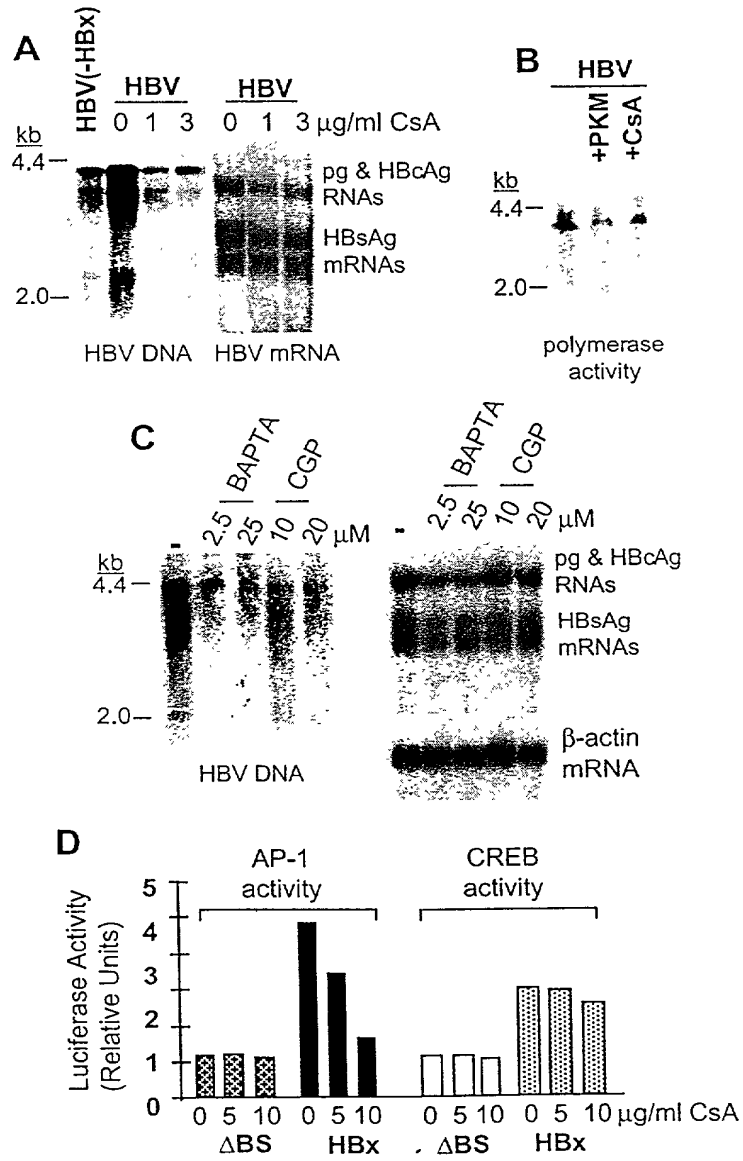 A
HBV(-HBx)
HBV
0 1 3
HBV
0 1 3 µg/ml CsA
kb
4.4
2.0
pg & HBcAg
RNAs
HBsAg
mRNAs
HBV DNA
HBV mRNA
B
HBV
+PKM
+CsA
kb
4.4
2.0
polymerase
activity
C
BAPTA
CGP
- 2.5 25 10 20 µM
kb
4.4
2.0
HBV DNA
BAPTA
CGP
- 2.5 25 10 20 µM
pg & HBcAg
RNAs
HBsAg
mRNAs
β-actin
mRNA
D
AP-1
activity
CREB
activity
Luciferase Activity
(Relative Units)
5
4
3
2
1
0
0 5 10 0 5 10 0 5 10 0 5 10 µg/ml CsA
ΔBS HBx ΔBS HBx